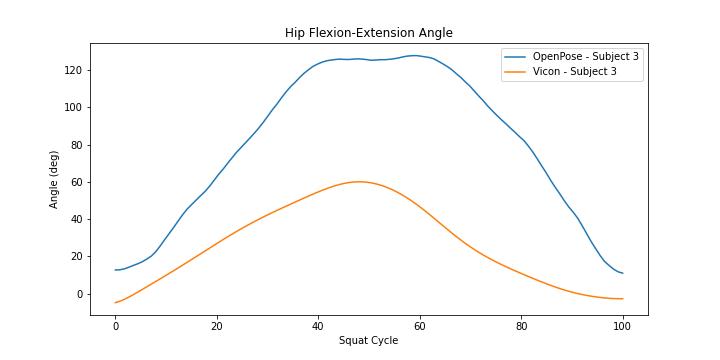 Hip Flexion-Extension Angle
OpenPose - Subject 3
Vicon - Subject 3
Angle (deg)
120
100
80
60
40
20
0
0 20 40 60 80 100
Squat Cycle